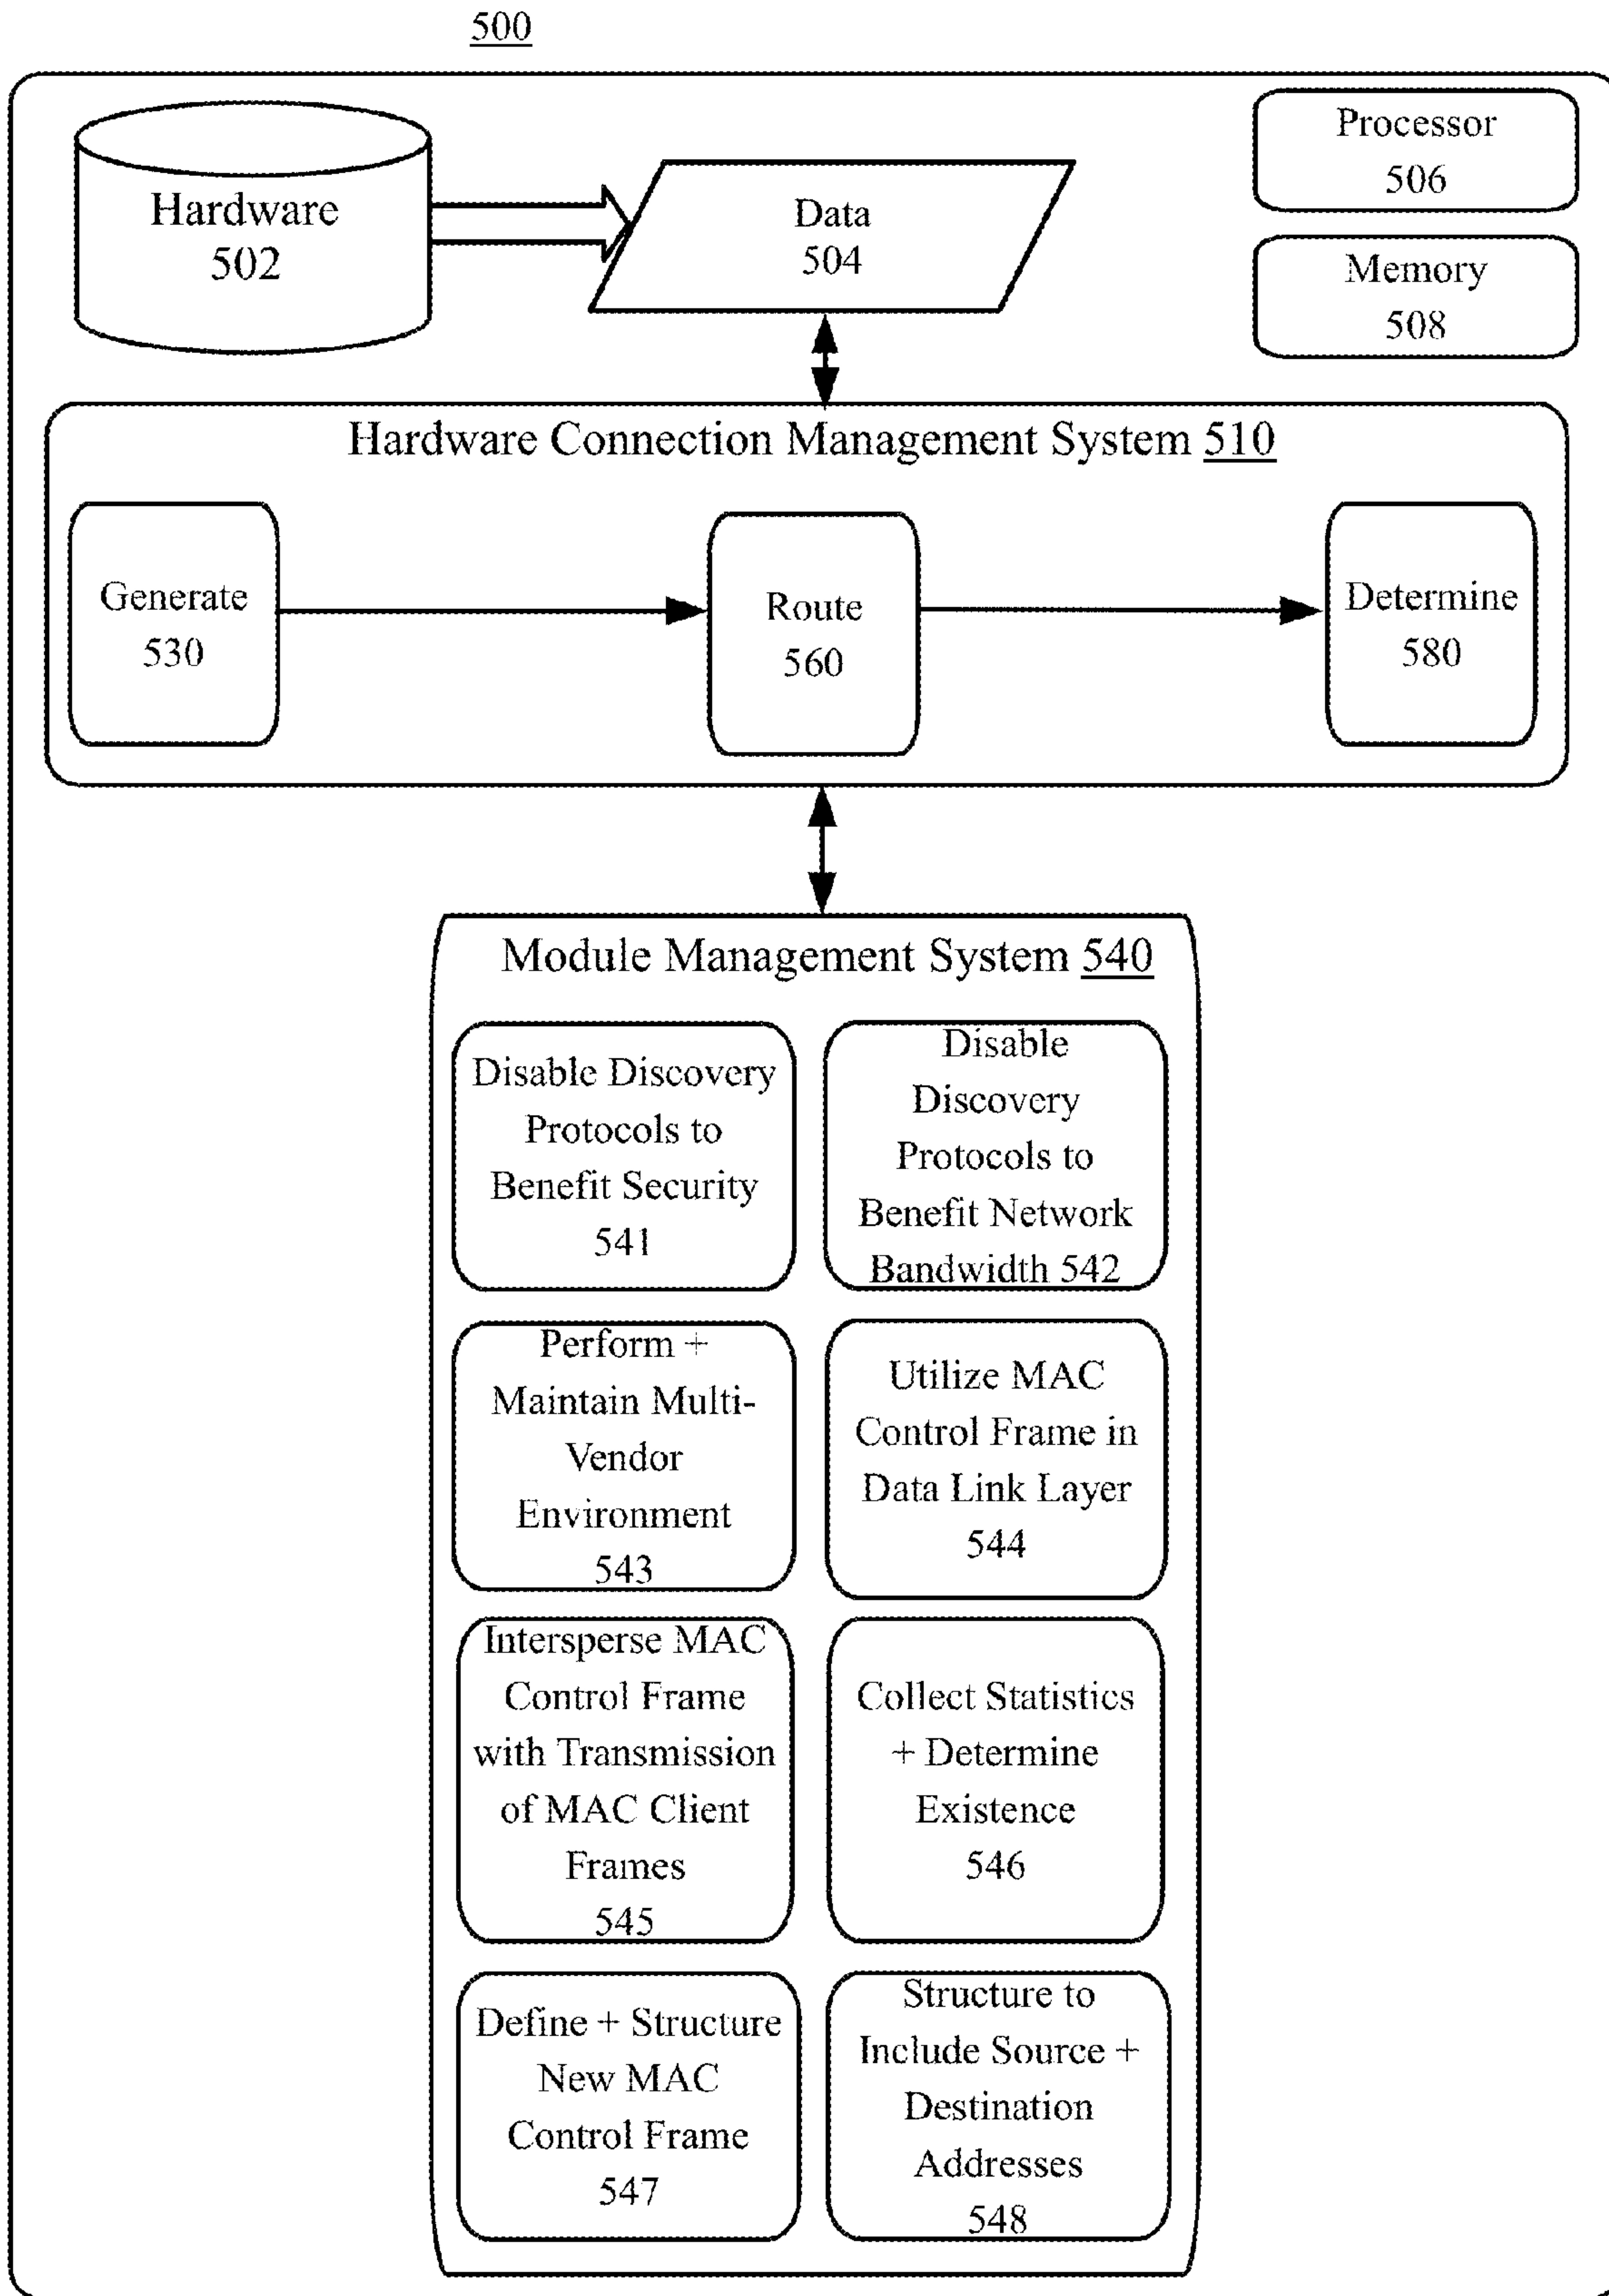 500
Hardware
502
Data
504
Processor
506
Memory
508
Hardware Connection Management System 510
Generate
530
Route
560
Determine
580
Module Management System 540
Disable Discovery
Protocols to
Benefit Security
541
Disable
Discovery
Protocols to
Benefit Network
Bandwidth 542
Perform +
Maintain Multi-
Vendor
Environment
543
Utilize MAC
Control Frame in
Data Link Layer
544
Intersperse MAC
Control Frame
with Transmission
of MAC Client
Frames
545
Collect Statistics
+ Determine
Existence
546
Define + Structure
New MAC
Control Frame
547
Structure to
Include Source +
Destination
Addresses
548